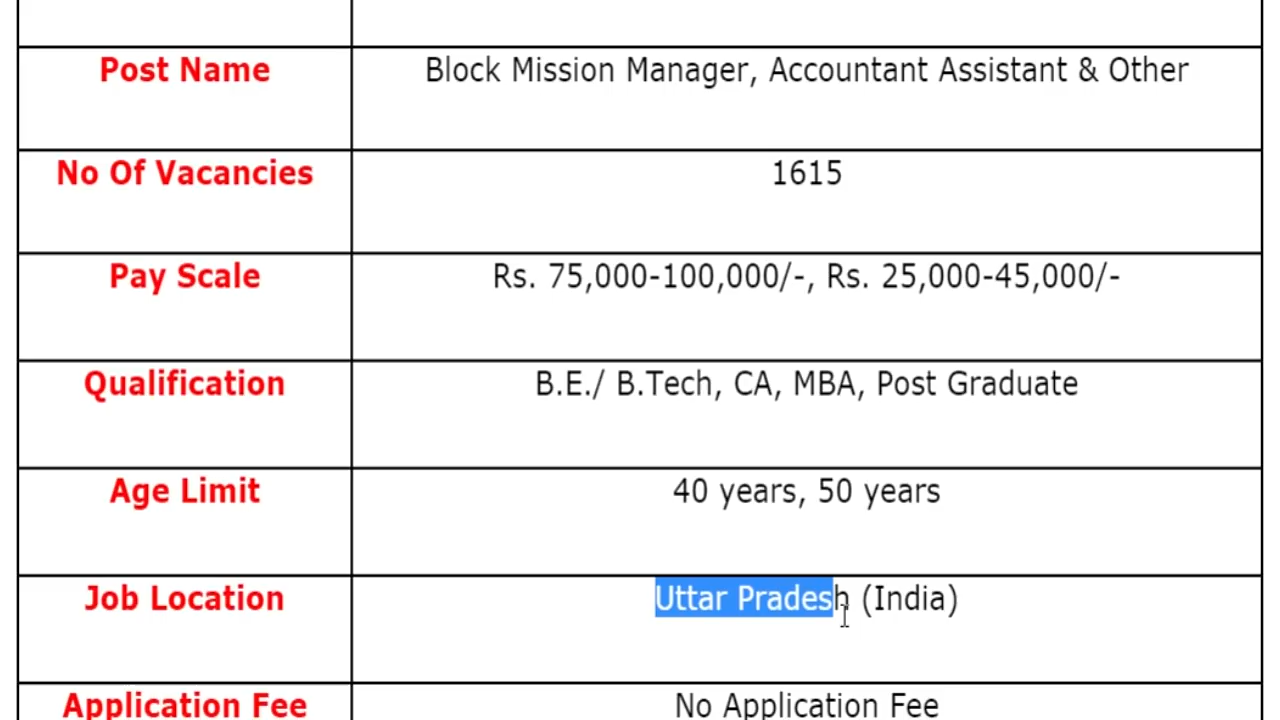 Post Name
Block Mission Manager, Accountant Assistant & Other
No Of Vacancies
1615
Pay Scale
Rs. 75,000-100,000/-, Rs. 25,000-45,000/-
Qualification
B.E./ B.Tech, CA, MBA, Post Graduate
Age Limit
40 years, 50 years
Job Location
Uttar Pradesh (India)
Application Fee
No Application Fee